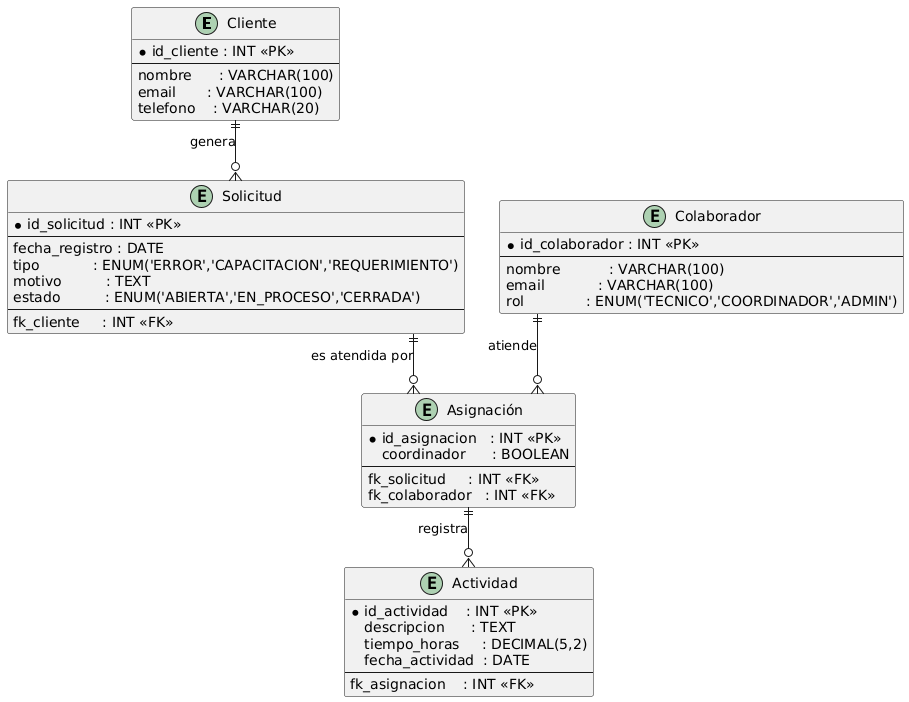 E Cliente
* id_cliente : INT «PK»
nombre : VARCHAR(100)
email : VARCHAR(100)
telefono : VARCHAR(20)
genera
E Solicitud
* id_solicitud : INT «PK»
fecha_registro : DATE
tipo : ENUM('ERROR','CAPACITACION','REQUERIMIENTO')
motivo : TEXT
estado : ENUM('ABIERTA','EN_PROCESO','CERRADA')
fk_cliente : INT «FK»
E Colaborador
* id_colaborador : INT «PK»
nombre : VARCHAR(100)
email : VARCHAR(100)
rol : ENUM('TECNICO','COORDINADOR','ADMIN')
es atendida por
atiende
E Asignación
* id_asignacion : INT «PK»
coordinador : BOOLEAN
fk_solicitud : INT «FK»
fk_colaborador : INT «FK»
registra
E Actividad
* id_actividad : INT «PK»
descripcion : TEXT
tiempo_horas : DECIMAL(5,2)
fecha_actividad : DATE
fk_asignacion : INT «FK»